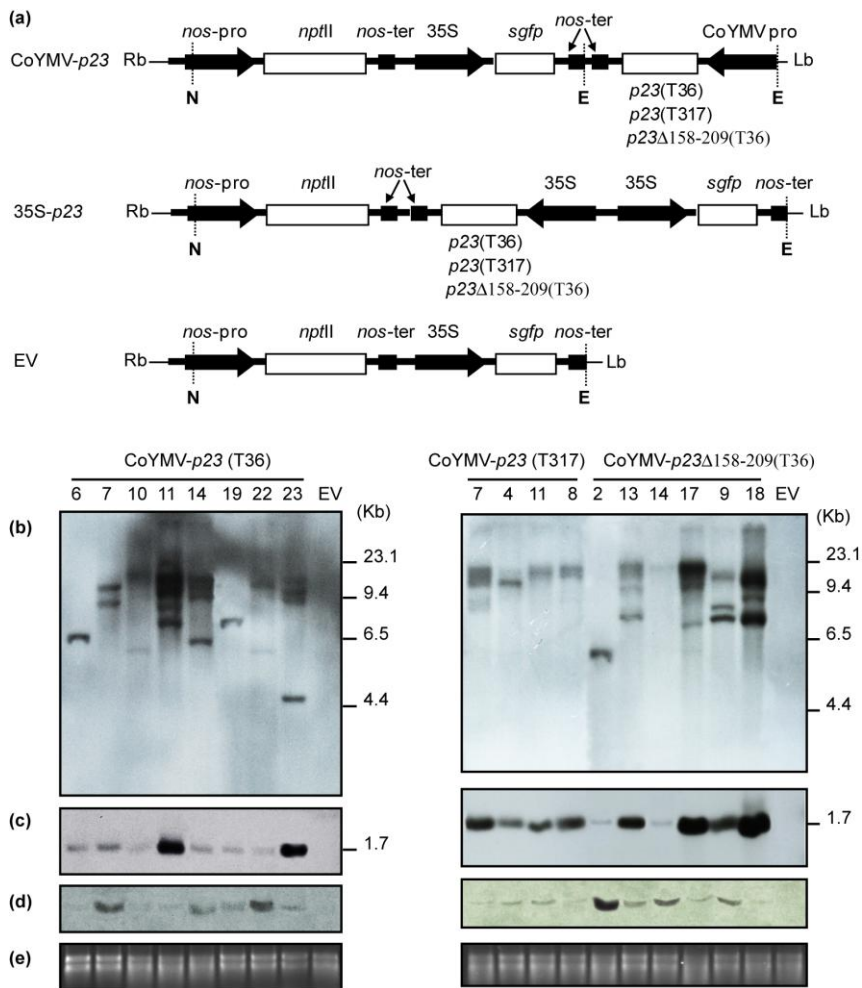 (a)
nos-ter
nos-pro nptII nos-ter 35S sgfp CoYMV pro
CoYMV-p23 Rb Lb
N E E
p23(T36)
p23(T317)
p23Δ158-209(T36)
nos-ter
nos-pro nptII 35S 35S sgfp nos-ter
35S-p23 Rb Lb
N E
p23(T36)
p23(T317)
p23Δ158-209(T36)
nos-pro nptII nos-ter 35S sgfp nos-ter
EV Rb Lb
N E
CoYMV-p23 (T36)
6 7 10 11 14 19 22 23 EV
(Kb)
(b)
23.1
9.4
6.5
4.4
(c)
1.7
(d)
(e)
CoYMV-p23 (T317) CoYMV-p23Δ158-209(T36)
7 4 11 8 2 13 14 17 9 18 EV
(Kb)
23.1
9.4
6.5
4.4
1.7